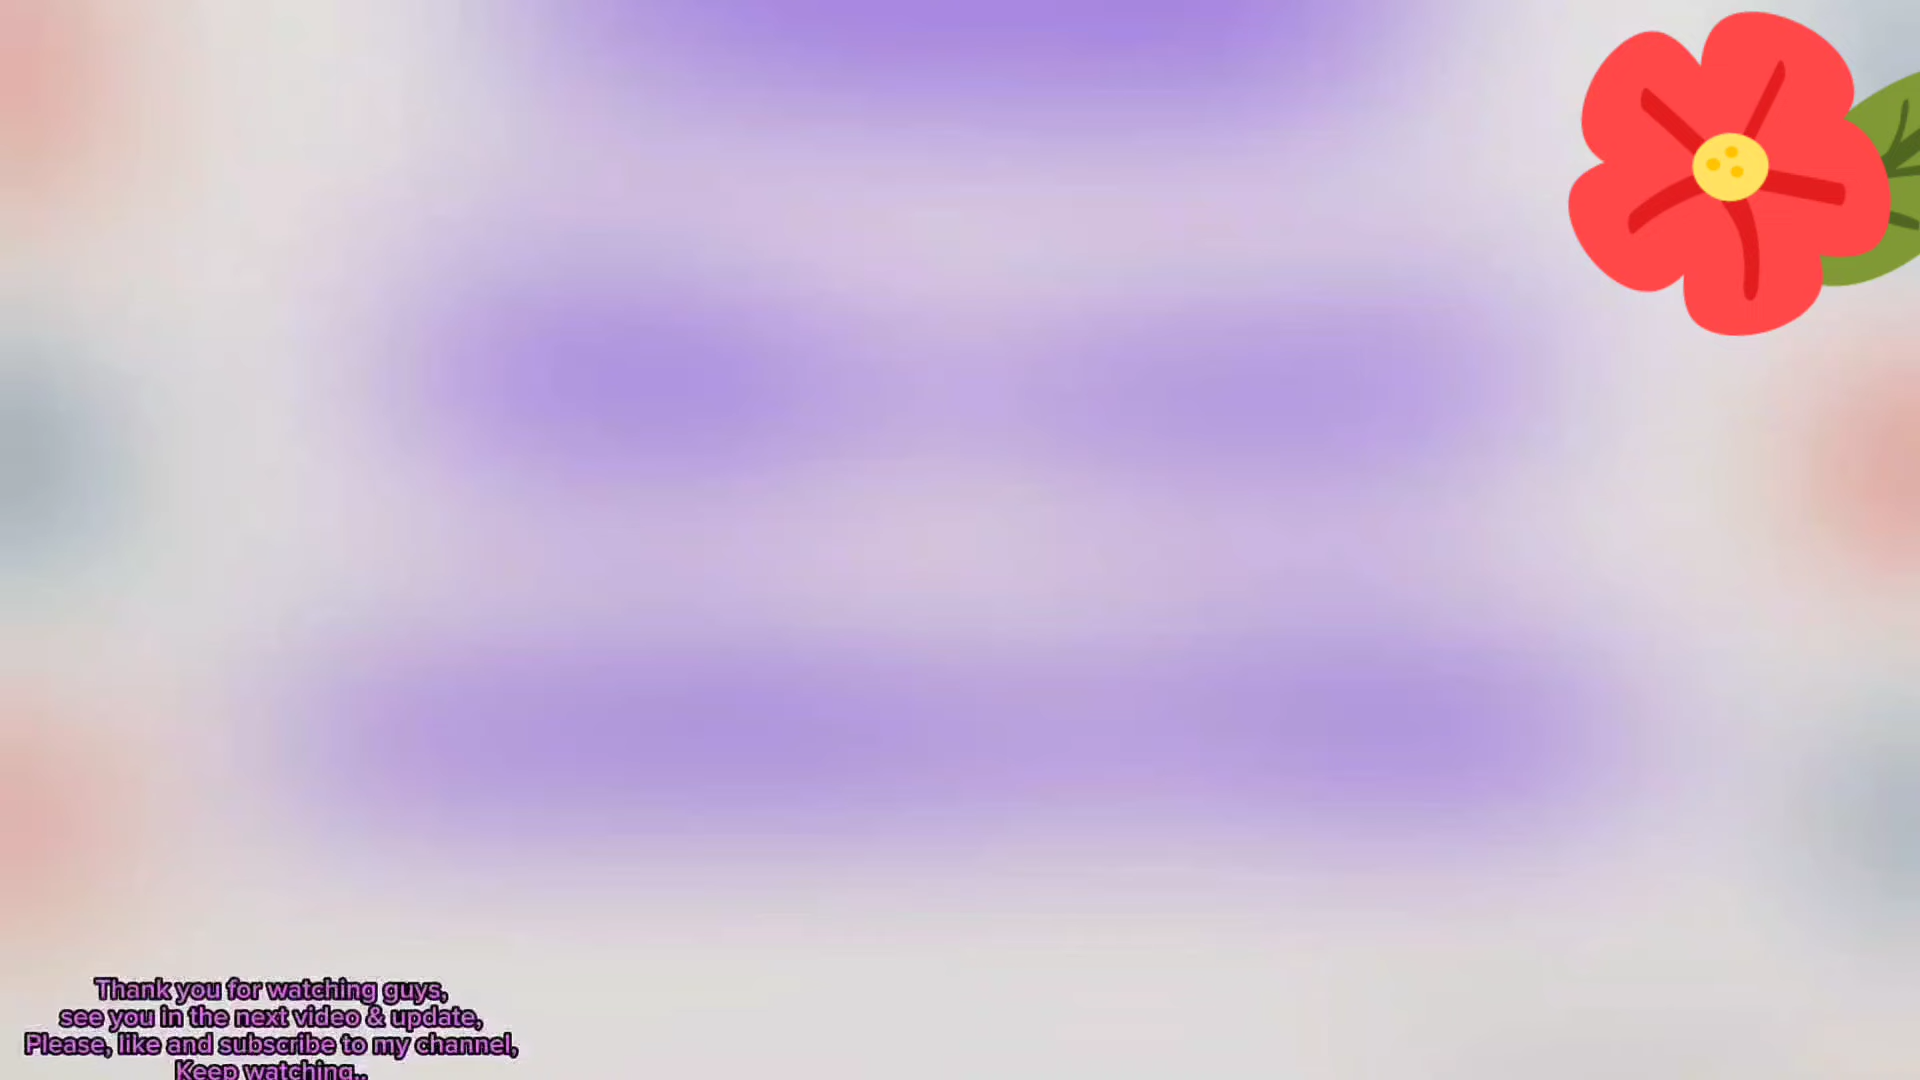 Thank you for watching guys,
see you in the next video & update,
Please, like and subscribe to my channel,
Keep watching..